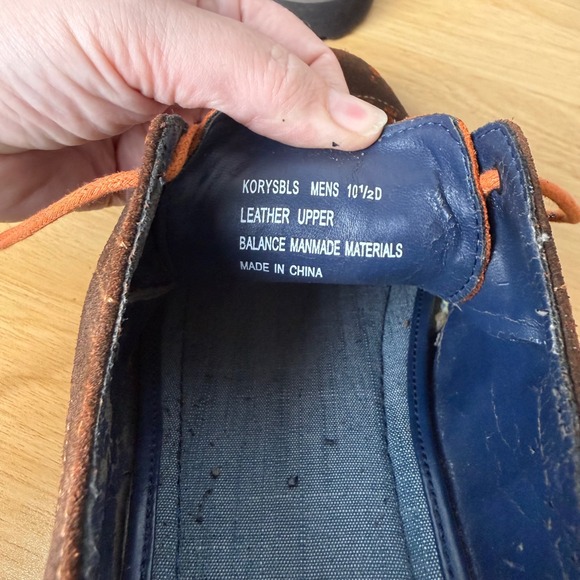 KORYSBLS MENS 10½D
LEATHER UPPER
BALANCE MANMADE MATERIALS
MADE IN CHINA